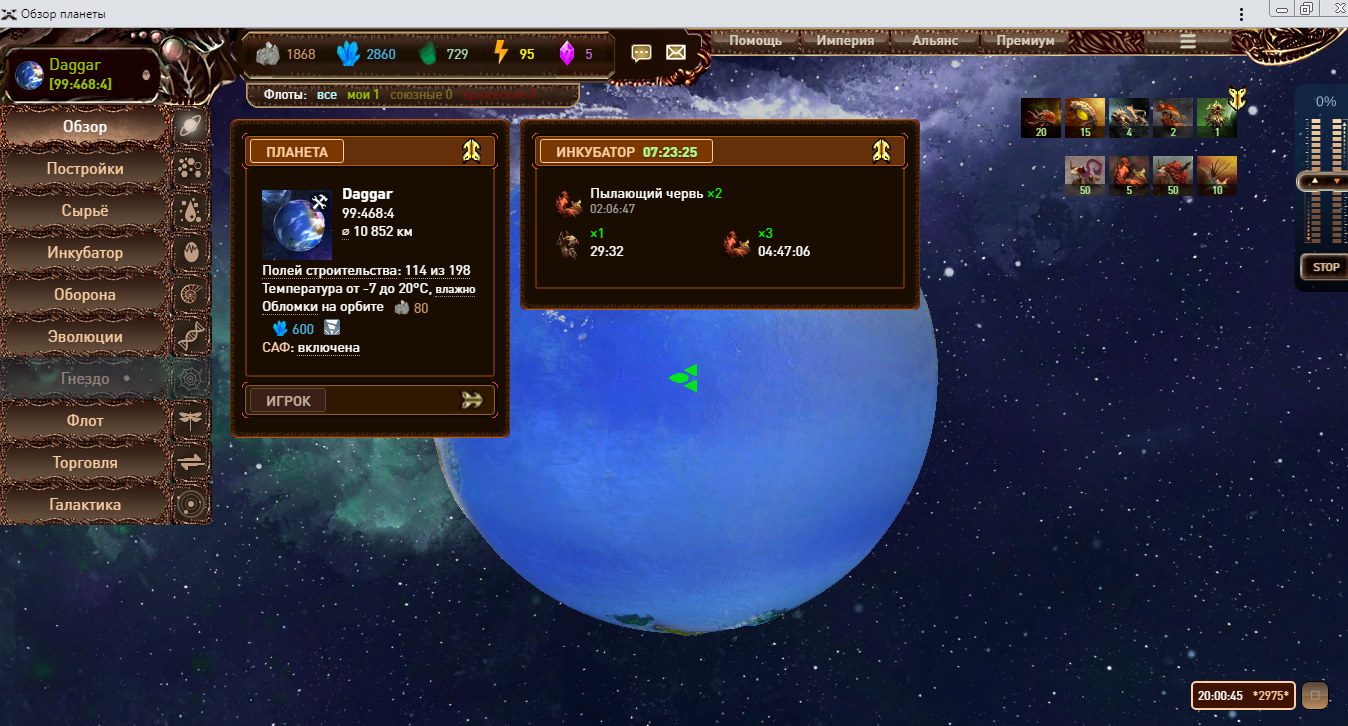 Обзор планеты
Daggar
[99:468:4]
1868 2860 729 95 5
Помощь Империя Альянс Премиум
Флоты: все мои 1 союзные 0
Обзор
Постройки
Сырьё
Инкубатор
Оборона
Эволюции
Гнездо
Флот
Торговля
Галактика
ПЛАНЕТА
Daggar
99:468:4
⌀ 10 852 км
Полей строительства: 114 из 198
Температура от -7 до 20°C, влажно
Обломки на орбите 80
600
САФ: включена
ИГРОК
ИНКУБАТОР 07:23:25
Пылающий червь ×2
02:06:47
×1
29:32
×3
04:47:06
20 15 4 2 1
50 5 50 10
0%
STOP
20:00:45 *2975*